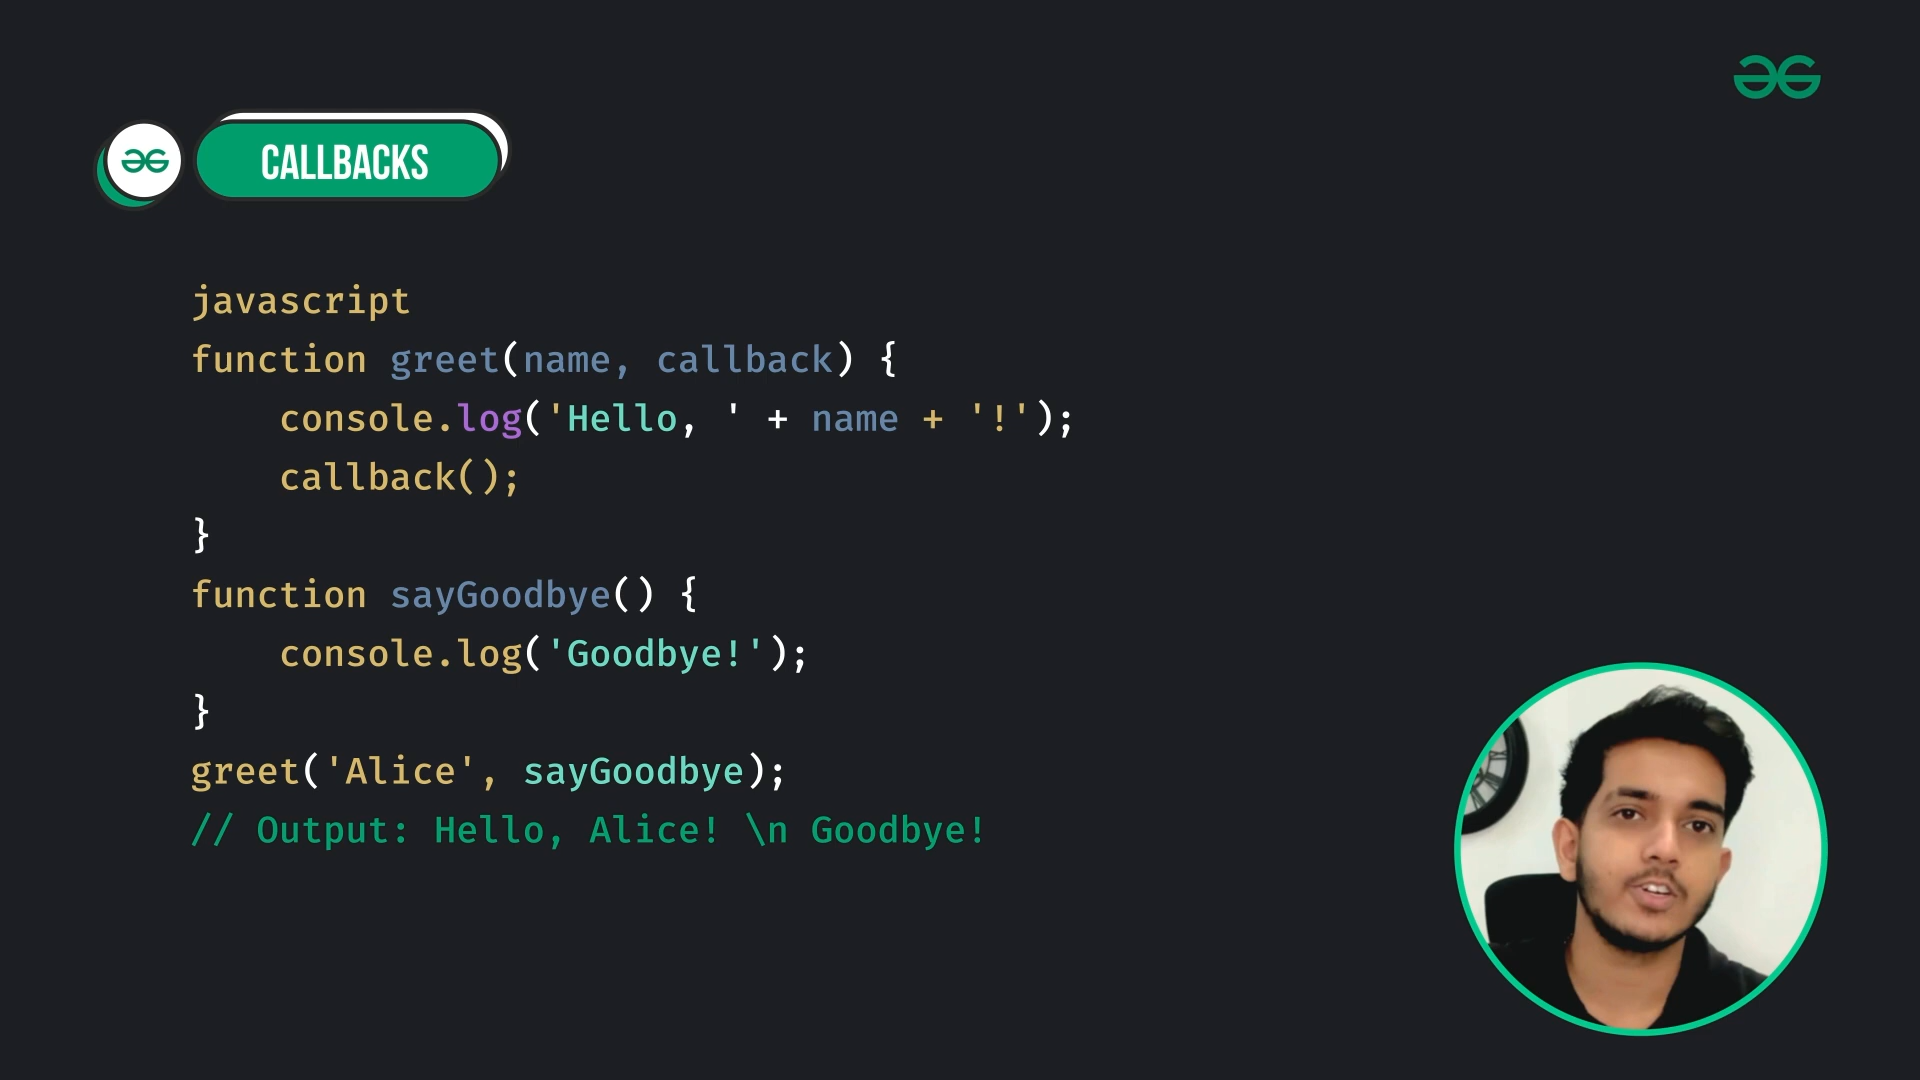 CALLBACKS
javascript
function greet(name, callback) {
    console.log('Hello, ' + name + '!');
    callback();
}
function sayGoodbye() {
    console.log('Goodbye!');
}
greet('Alice', sayGoodbye);
// Output: Hello, Alice! \n Goodbye!